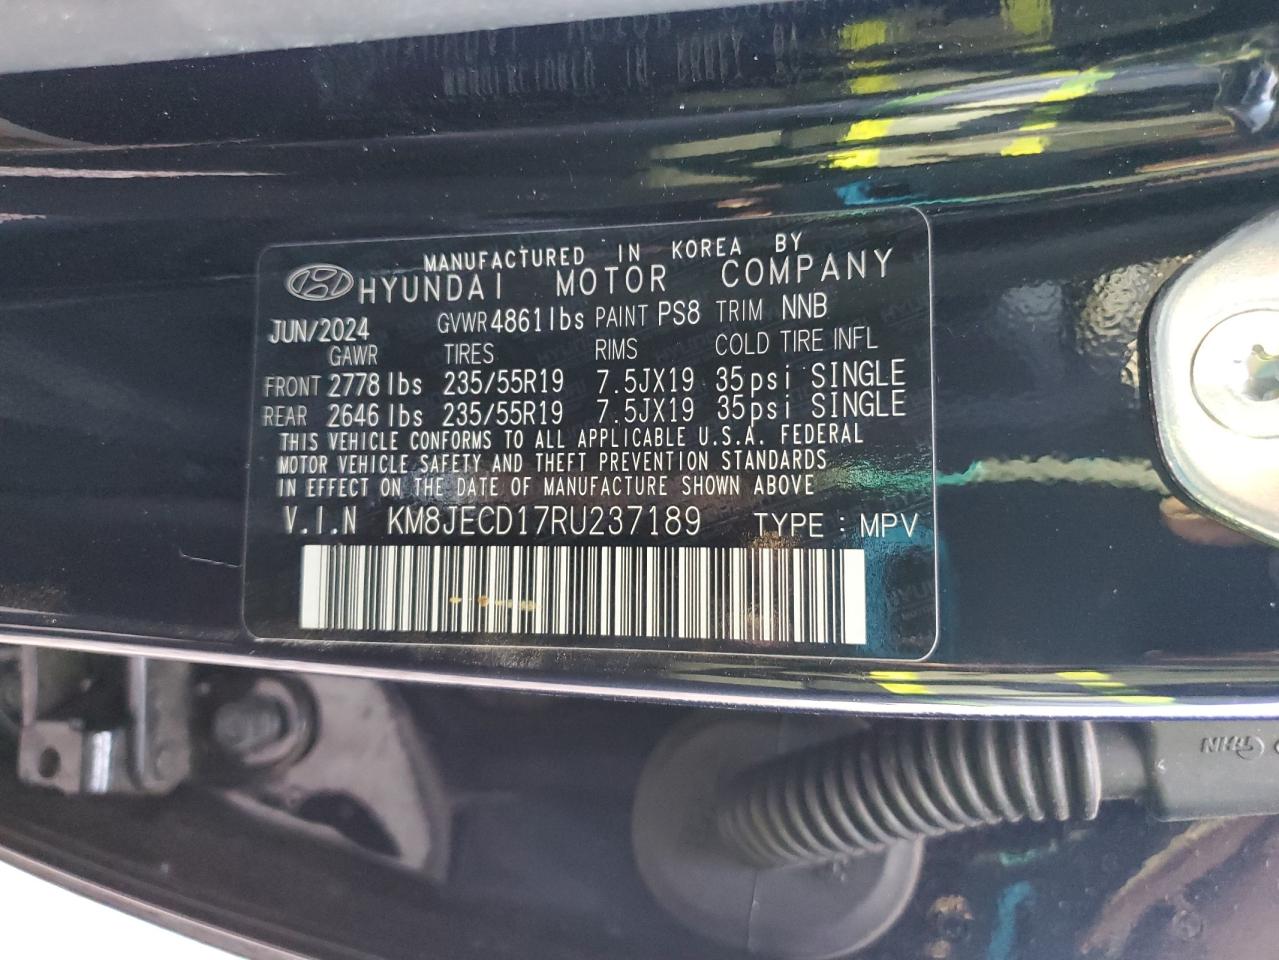 MANUFACTURED IN KOREA BY
HYUNDAI MOTOR COMPANY
JUN/2024 GVWR 4861lbs PAINT PS8 TRIM NNB
GAWR TIRES RIMS COLD TIRE INFL
FRONT 2778 lbs 235/55R19 7.5JX19 35psi SINGLE
REAR 2646 lbs 235/55R19 7.5JX19 35psi SINGLE
THIS VEHICLE CONFORMS TO ALL APPLICABLE U.S.A. FEDERAL
MOTOR VEHICLE SAFETY AND THEFT PREVENTION STANDARDS
IN EFFECT ON THE DATE OF MANUFACTURE SHOWN ABOVE
V.I.N KM8JECD17RU237189 TYPE : MPV